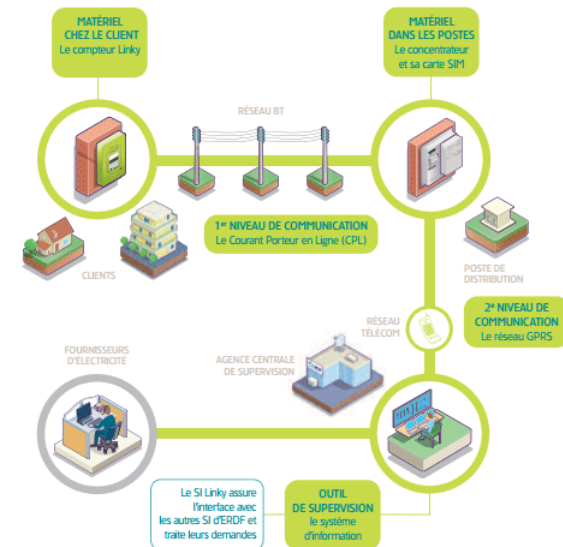 MATÉRIEL
CHEZ LE CLIENT
Le compteur Linky
MATÉRIEL
DANS LES POSTES
Le concentrateur
et sa carte SIM
RÉSEAU BT
1er NIVEAU DE COMMUNICATION
Le Courant Porteur en Ligne (CPL)
CLIENTS
POSTE DE
DISTRIBUTION
RÉSEAU
TÉLÉCOM
2e NIVEAU DE
COMMUNICATION
Le réseau GPRS
FOURNISSEURS
D'ÉLECTRICITÉ
AGENCE CENTRALE
DE SUPERVISION
Le SI Linky assure
l'interface avec
les autres SI d'ERDF et
traite leurs demandes
OUTIL
DE SUPERVISION
le système
d'information